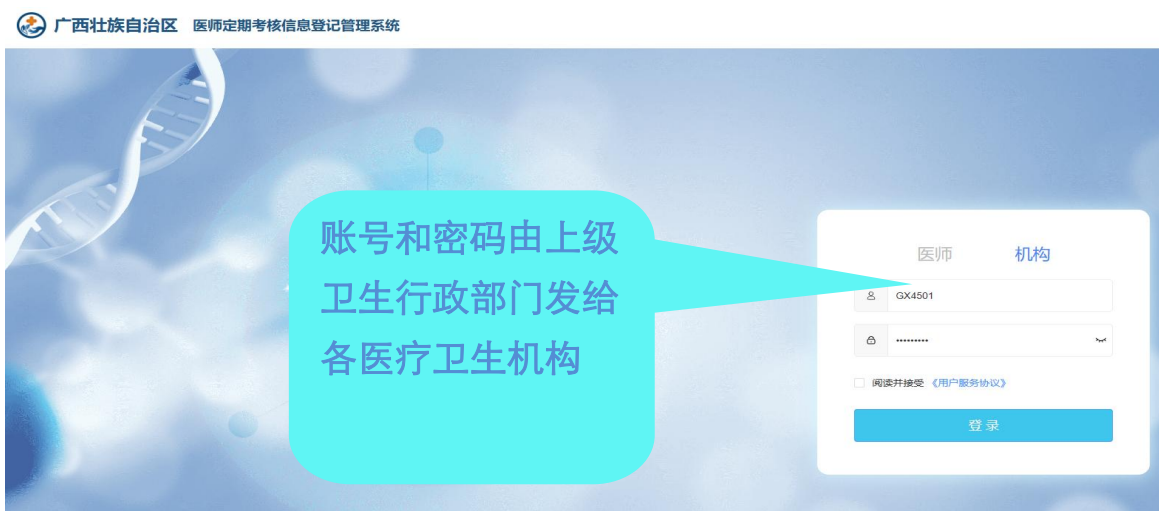 广西壮族自治区 医师定期考核信息登记管理系统
账号和密码由上级
卫生行政部门发给
各医疗卫生机构
医师 机构
GX4501
•••••••••
阅读并接受 《用户服务协议》
登 录